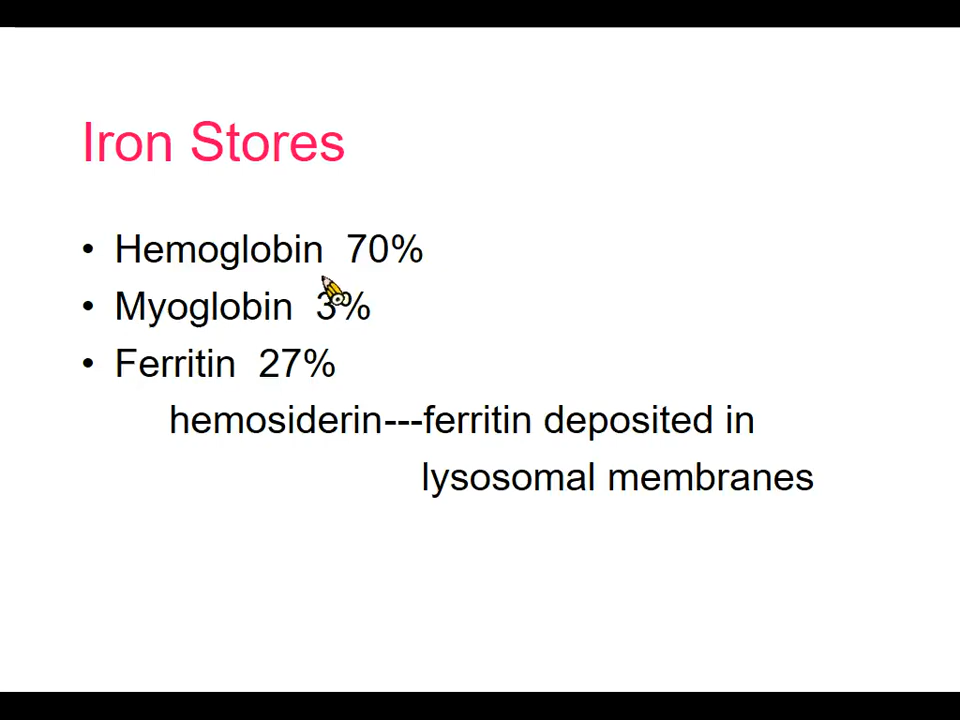 Iron Stores
• Hemoglobin 70%
• Myoglobin 3%
• Ferritin 27%
hemosiderin---ferritin deposited in
lysosomal membranes